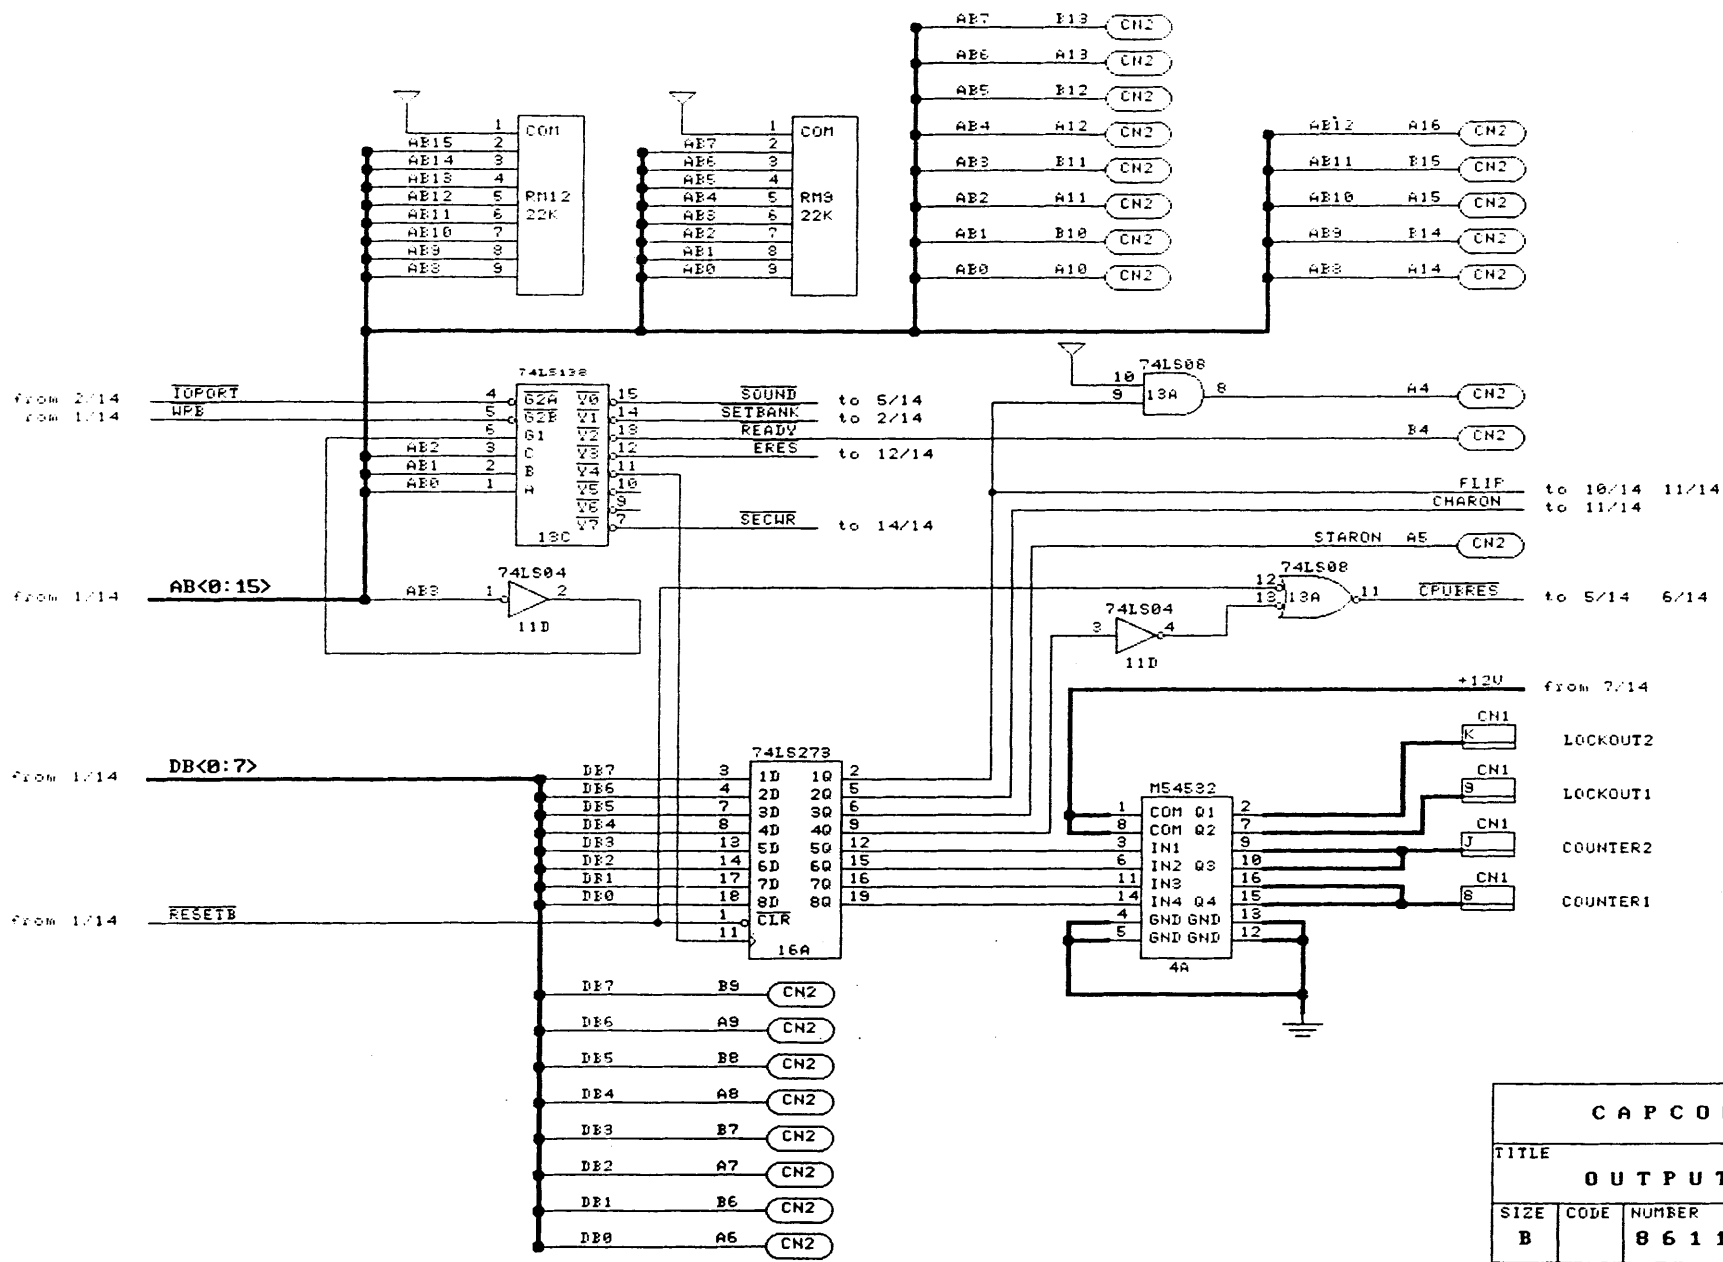 AB7 B13 CN2
AB6 A13 CN2
AB5 B12 CN2
AB4 A12 CN2
AB3 B11 CN2
AB2 A11 CN2
AB1 B10 CN2
AB0 A10 CN2
AB12 A16 CN2
AB11 B15 CN2
AB10 A15 CN2
AB9 B14 CN2
AB8 A14 CN2
1 COM
AB15 2
AB14 3
AB13 4
AB12 5 RM12
AB11 6 22K
AB10 7
AB9 8
AB8 9
1 COM
AB7 2
AB6 3
AB5 4
AB4 5 RM9
AB3 6 22K
AB2 7
AB1 8
AB0 9
74LS138
from 2/14 IOPORT 4 G2A Y0 15 SOUND to 5/14
rom 1/14 WRB 5 G2B Y1 14 SETBANK to 2/14
6 G1 Y2 13 READY B4 CN2
AB2 3 C Y3 12 ERES to 12/14
AB1 2 B Y4 11
AB0 1 A Y5 10
Y6 9
Y7 7 SECWR to 14/14
13C
74LS08
10
9 13A 8 A4 CN2
FLIP to 10/14 11/14
CHARON to 11/14
STARON A5 CN2
from 1/14 AB<0:15> AB3 1 74LS04 2
11D
74LS08
12
13 13A 11 CPUBRES to 5/14 6/14
74LS04
3 4
11D
+12V from 7/14
from 1/14 DB<0:7>
74LS273
DB7 3 1D 1Q 2
DB6 4 2D 2Q 5
DB5 7 3D 3Q 6
DB4 8 4D 4Q 9
DB3 13 5D 5Q 12
DB2 14 6D 6Q 15
DB1 17 7D 7Q 16
DB0 18 8D 8Q 19
from 1/14 RESETB 1 CLR
11
16A
M54532
1 COM Q1 2
8 COM Q2 7
3 IN1 9
6 IN2 Q3 10
11 IN3 16
14 IN4 Q4 15
4 GND GND 13
5 GND GND 12
4A
CN1
K LOCKOUT2
CN1
9 LOCKOUT1
CN1
J COUNTER2
CN1
8 COUNTER1
DB7 B9 CN2
DB6 A9 CN2
DB5 B8 CN2
DB4 A8 CN2
DB3 B7 CN2
DB2 A7 CN2
DB1 B6 CN2
DB0 A6 CN2
CAPCO
TITLE
OUTPUT
SIZE CODE NUMBER
B 8611